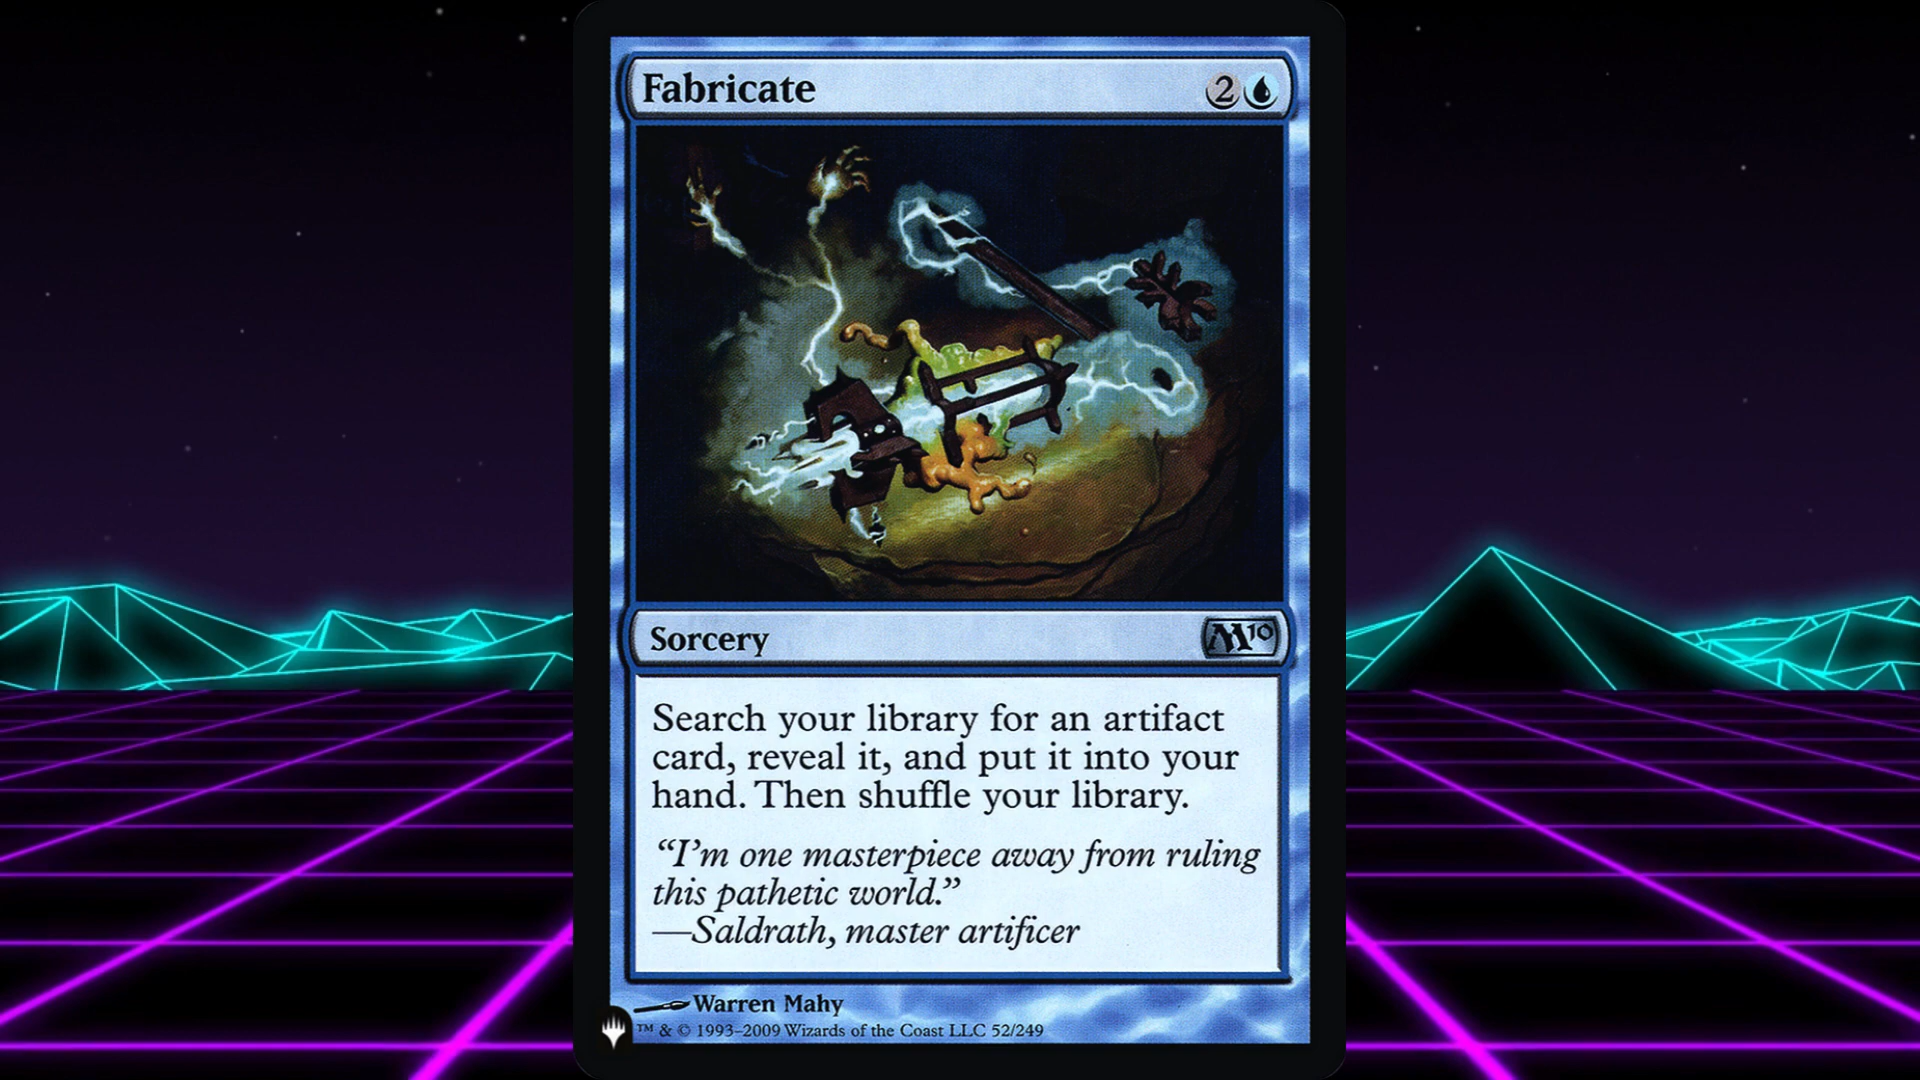 Fabricate 2
Sorcery M10
Search your library for an artifact
card, reveal it, and put it into your
hand. Then shuffle your library.
“I’m one masterpiece away from ruling
this pathetic world.”
—Saldrath, master artificer
Warren Mahy
™ & © 1993–2009 Wizards of the Coast LLC 52/249